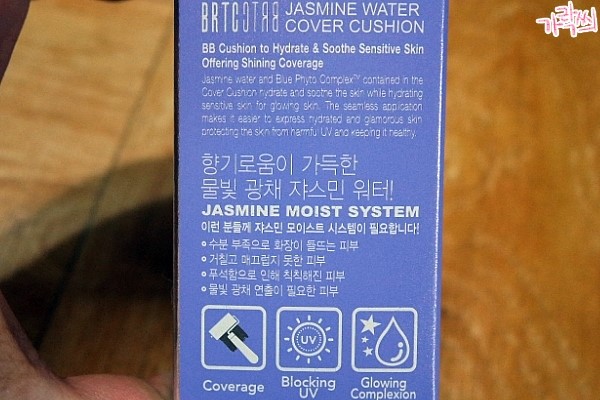 가락씨
BRTC JASMINE WATER
COVER CUSHION
BB Cushion to Hydrate & Soothe Sensitive Skin
Offering Shining Coverage
Jasmine water and Blue Phyto Complex™ contained in the
Cover Cushion hydrate and soothe the skin while hydrating
sensitive skin for glowing skin. The seamless application
makes it easier to express hydrated and glamorous skin
protecting the skin from harmful UV and keeping it healthy.
향기로움이 가득한
물빛 광채 쟈스민 워터!
JASMINE MOIST SYSTEM
이런 분들께 쟈스민 모이스트 시스템이 필요합니다!
• 수분 부족으로 화장이 들뜨는 피부
• 거칠고 매끄럽지 못한 피부
• 푸석함으로 인해 칙칙해진 피부
• 물빛 광채 연출이 필요한 피부
UV
Coverage
Blocking
UV
Glowing
Complexion